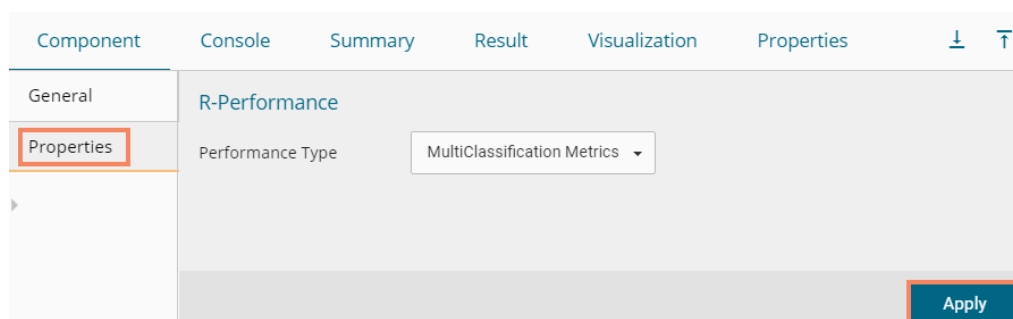 Component Console Summary Result Visualization Properties
General
R-Performance
Properties
Performance Type MultiClassification Metrics
Apply